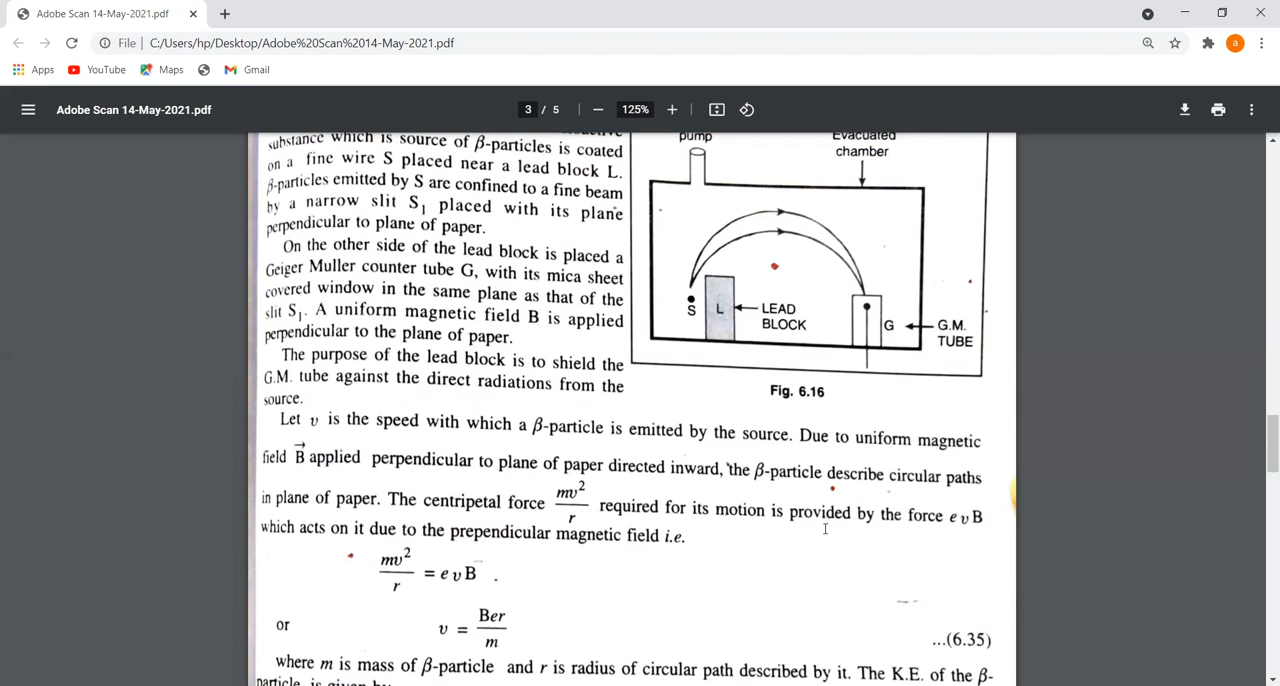 Adobe Scan 14-May-2021.pdf
File | C:/Users/hp/Desktop/Adobe%20Scan%2014-May-2021.pdf
a
Apps YouTube Maps Gmail
Adobe Scan 14-May-2021.pdf
3 / 5
125%
substance which is source of β-particles is coated
on a fine wire S placed near a lead block L.
β-particles emitted by S are confined to a fine beam
by a narrow slit S₁ placed with its plane
perpendicular to plane of paper.
On the other side of the lead block is placed a
Geiger Muller counter tube G, with its mica sheet
covered window in the same plane as that of the
slit S₁. A uniform magnetic field B is applied
perpendicular to the plane of paper.
The purpose of the lead block is to shield the
G.M. tube against the direct radiations from the
source.
pump
Evacuated
chamber
S
L
LEAD
BLOCK
G
G.M.
TUBE
Fig. 6.16
Let υ is the speed with which a β-particle is emitted by the source. Due to uniform magnetic
field B⃗ applied perpendicular to plane of paper directed inward, the β-particle describe circular paths
in plane of paper. The centripetal force mυ²/r required for its motion is provided by the force e υ B
which acts on it due to the prependicular magnetic field i.e.
mυ²/r = e υ B .
or υ = Ber/m ...(6.35)
where m is mass of β-particle and r is radius of circular path described by it. The K.E. of the β-
particle is given by